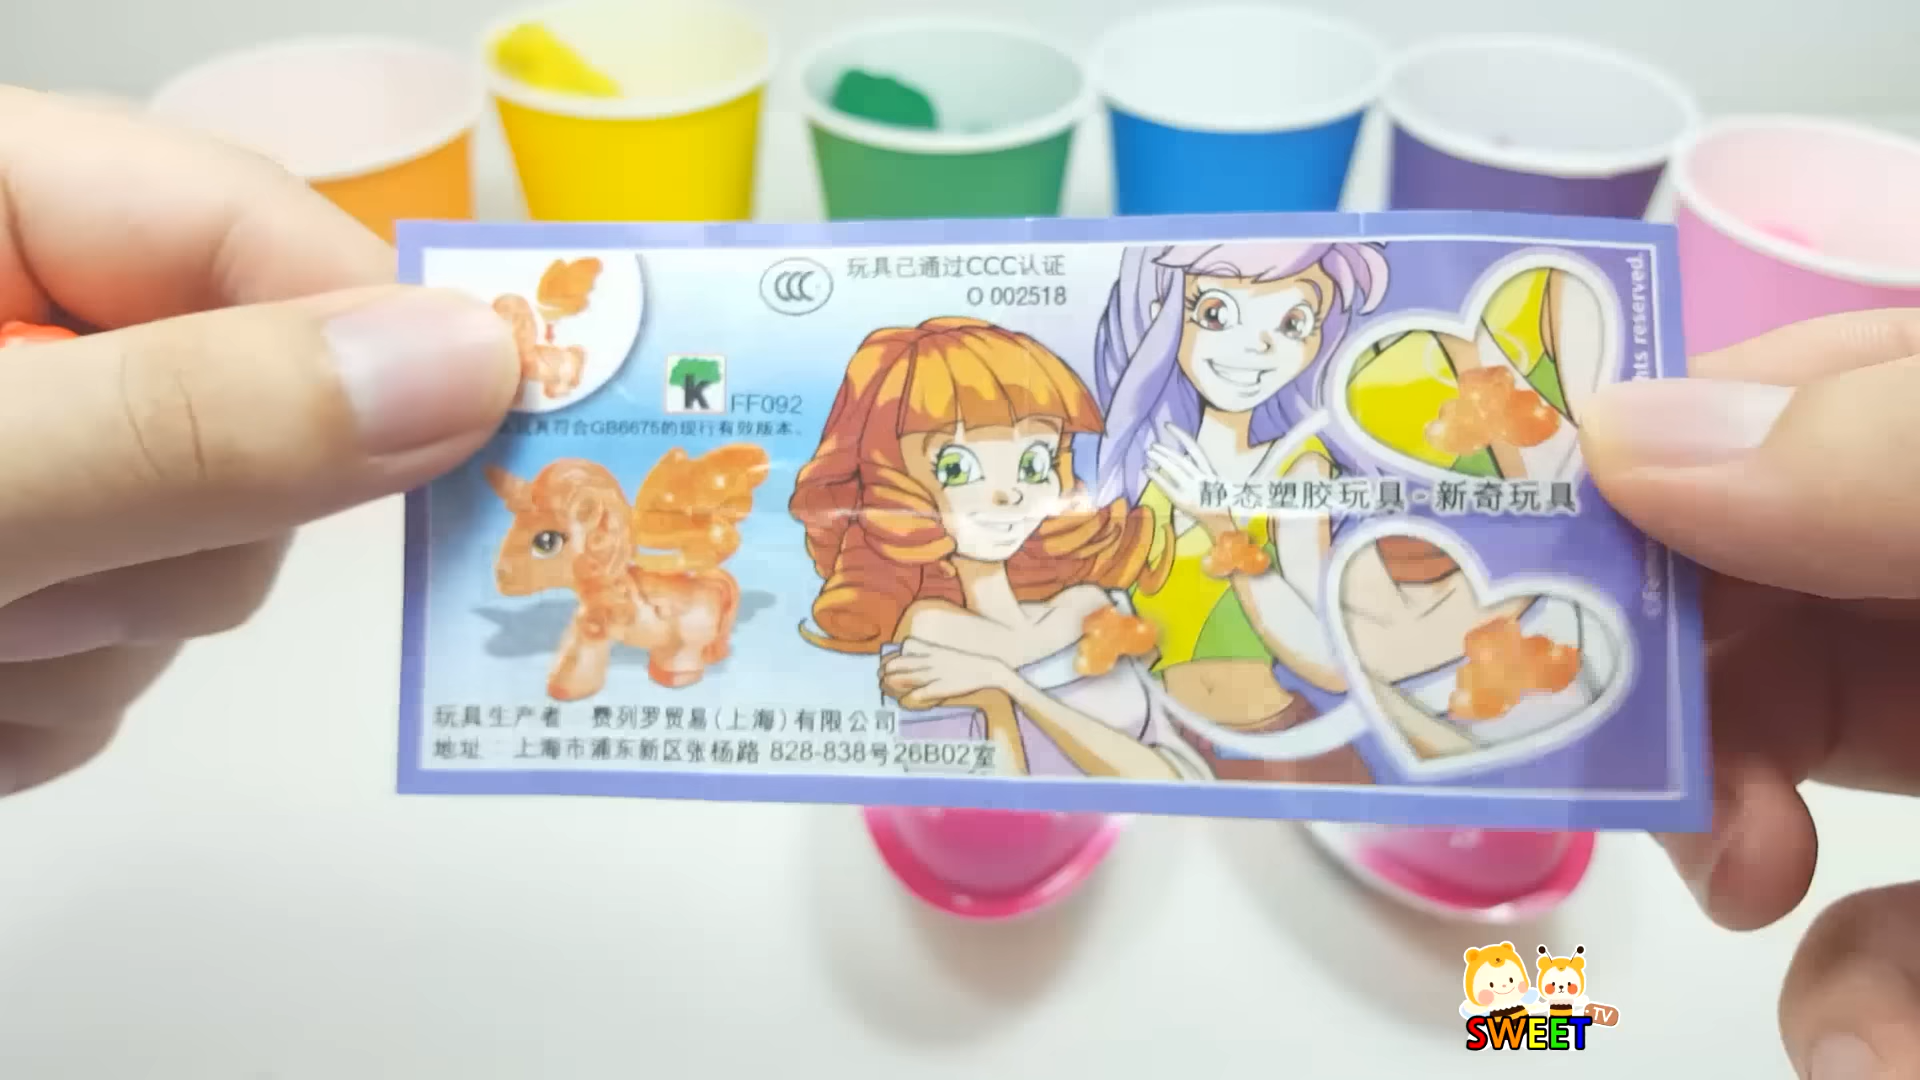 玩具已通过CCC认证
O 002518
k FF092
玩具符合GB6675的现行有效版本。
静态塑胶玩具-新奇玩具
玩具生产者 费列罗贸易(上海)有限公司
地址：上海市浦东新区张杨路 828-838号26B02室
hts reserved.
SWEET TV